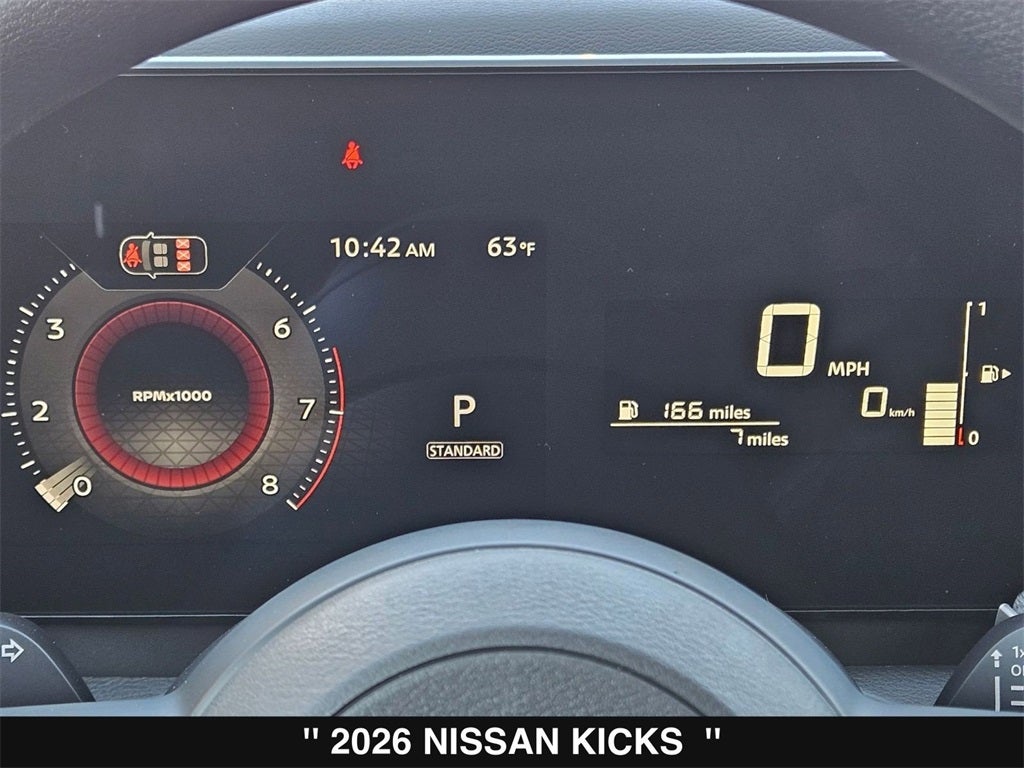 10:42 AM 63°F
3 6
RPMx1000
2 7
0 8
P
STANDARD
0 MPH
0 km/h
166 miles
7 miles
1
0
1x
" 2026 NISSAN KICKS "